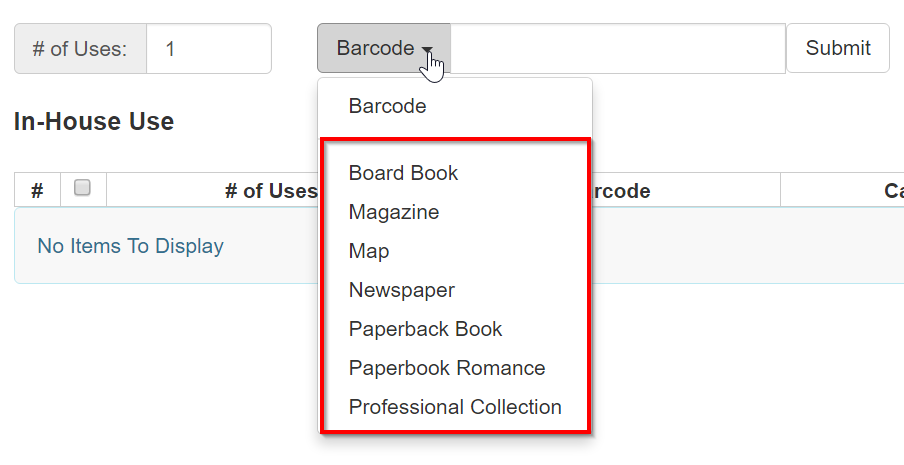 # of Uses: 1 Barcode Submit
Barcode
In-House Use
Board Book
# # of Uses rcode Ca
Magazine
No Items To Display
Map
Newspaper
Paperback Book
Paperbook Romance
Professional Collection